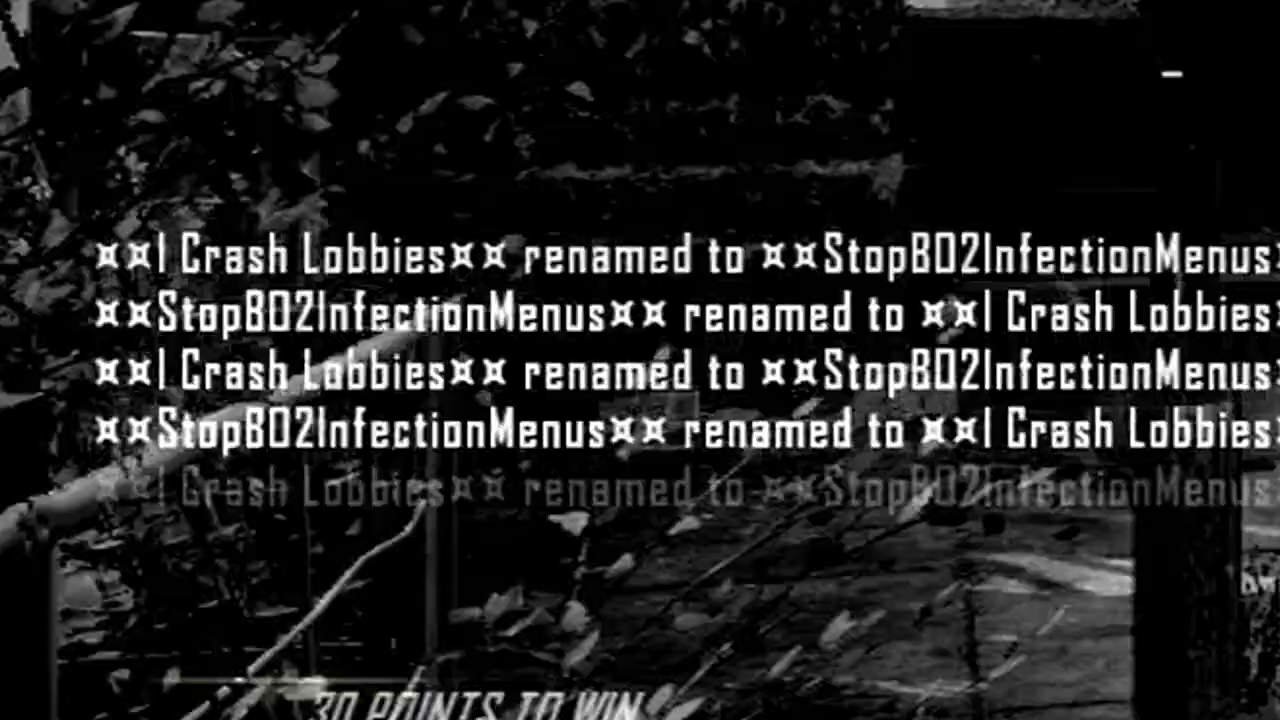 ¤¤I Crash Lobbies¤¤ renamed to ¤¤StopBO2InfectionMenus
¤¤StopBO2InfectionMenus¤¤ renamed to ¤¤I Crash Lobbies
¤¤I Crash Lobbies¤¤ renamed to ¤¤StopBO2InfectionMenus
¤¤StopBO2InfectionMenus¤¤ renamed to ¤¤I Crash Lobbies
¤¤I Crash Lobbies¤¤ renamed to ¤¤StopBO2InfectionMenus
30 POINTS TO WIN